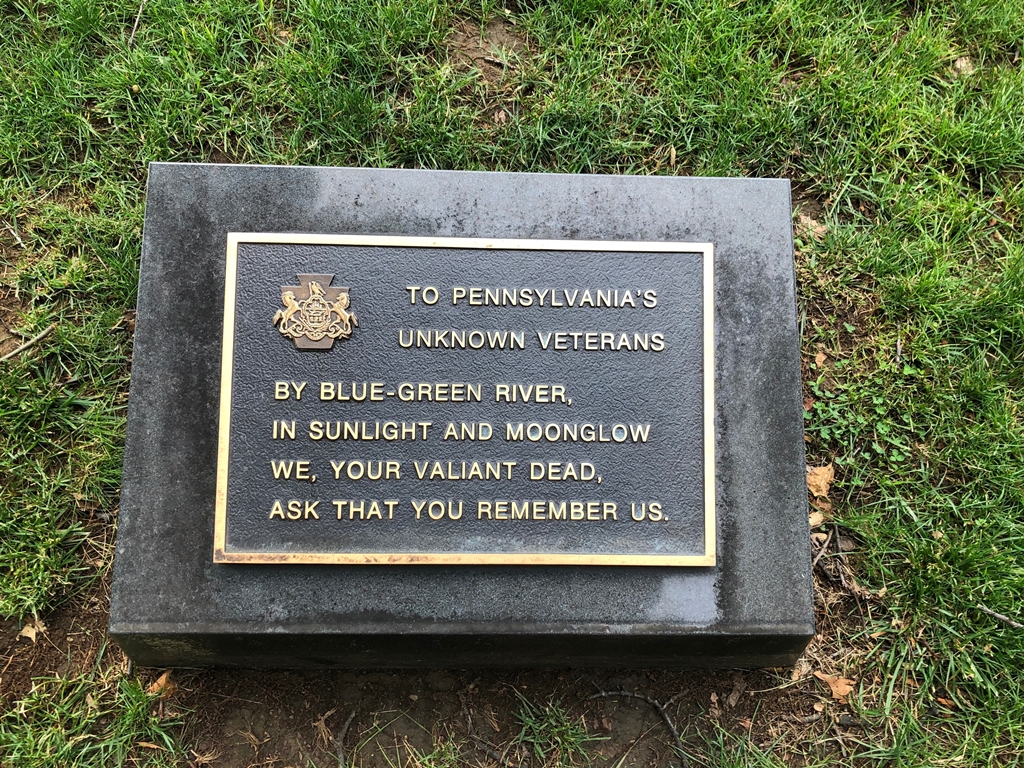 TO PENNSYLVANIA'S
UNKNOWN VETERANS
BY BLUE-GREEN RIVER,
IN SUNLIGHT AND MOONGLOW
WE, YOUR VALIANT DEAD,
ASK THAT YOU REMEMBER US.